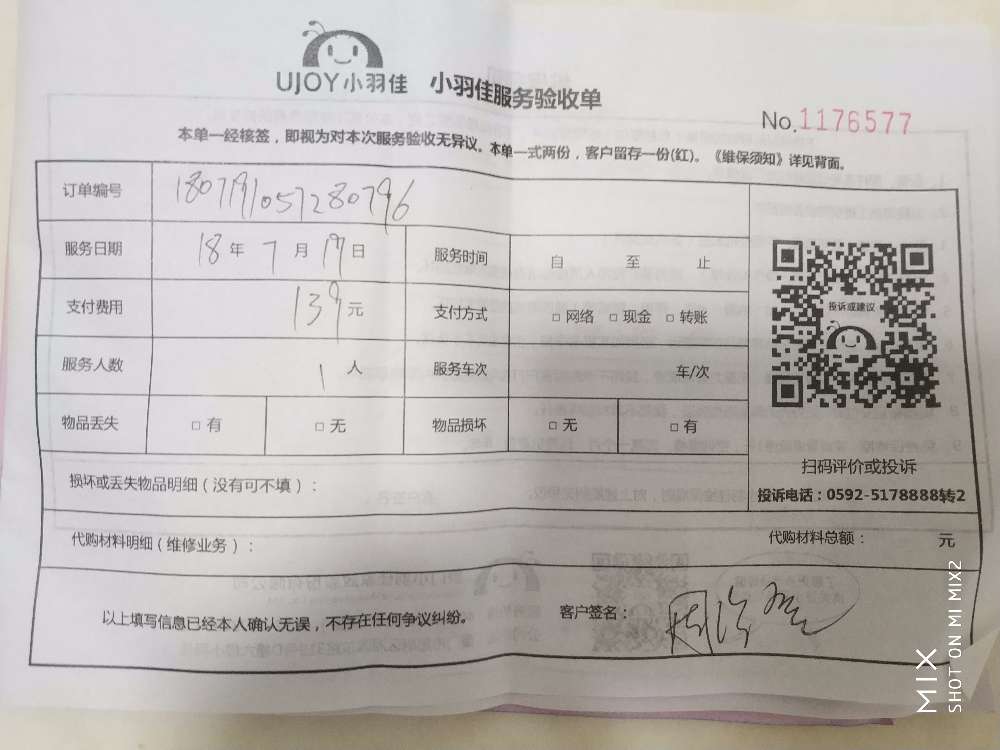 UJOY小羽佳 小羽佳服务验收单
No.1176577
本单一经核签，即视为对本次服务验收无异议。本单一式两份，客户留存一份(红)。《维保须知》详见背面。
订单编号
服务日期 18年7月19日 服务时间 自 至 止
支付费用 139元 支付方式 □ 网络 □ 现金 □ 转账
服务人数 1人 服务车次 车/次
物品丢失 □ 有 □ 无 物品损坏 □ 无 □ 有
投诉或建议
扫码评价或投诉
投诉电话：0592-5178888转2
损坏或丢失物品明细（没有可不填）：
代购材料明细（维修业务）： 代购材料总额： 元
以上填写信息已经本人确认无误，不存在任何争议纠纷。 客户签名：
MIX
SHOT ON MI MIX2